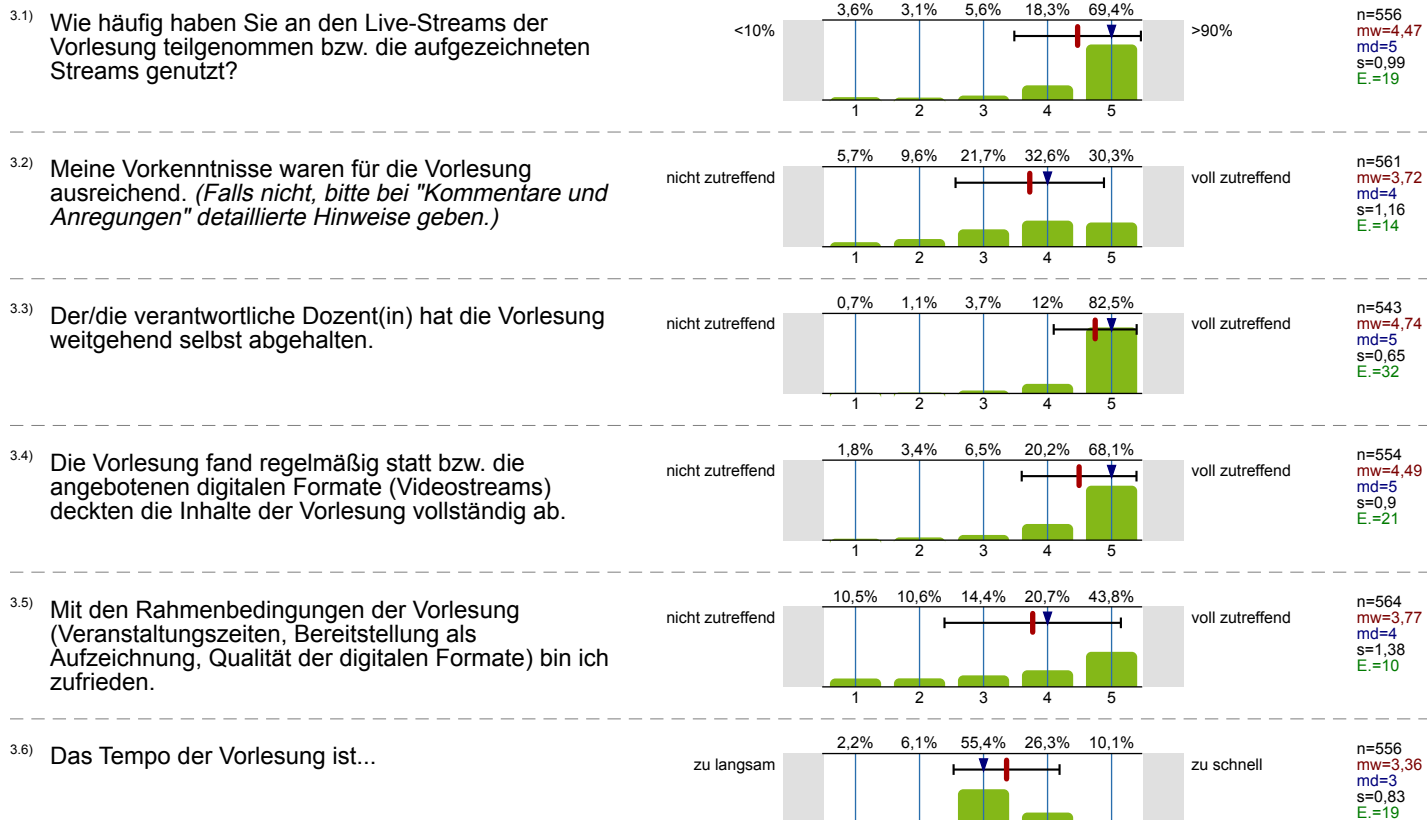 3.1) Wie häufig haben Sie an den Live-Streams der
Vorlesung teilgenommen bzw. die aufgezeichneten
Streams genutzt?
<10%
3,6% 3,1% 5,6% 18,3% 69,4%
1 2 3 4 5
>90%
n=556
mw=4,47
md=5
s=0,99
E.=19
3.2) Meine Vorkenntnisse waren für die Vorlesung
ausreichend. (Falls nicht, bitte bei "Kommentare und
Anregungen" detaillierte Hinweise geben.)
nicht zutreffend
5,7% 9,6% 21,7% 32,6% 30,3%
1 2 3 4 5
voll zutreffend
n=561
mw=3,72
md=4
s=1,16
E.=14
3.3) Der/die verantwortliche Dozent(in) hat die Vorlesung
weitgehend selbst abgehalten.
nicht zutreffend
0,7% 1,1% 3,7% 12% 82,5%
1 2 3 4 5
voll zutreffend
n=543
mw=4,74
md=5
s=0,65
E.=32
3.4) Die Vorlesung fand regelmäßig statt bzw. die
angebotenen digitalen Formate (Videostreams)
deckten die Inhalte der Vorlesung vollständig ab.
nicht zutreffend
1,8% 3,4% 6,5% 20,2% 68,1%
1 2 3 4 5
voll zutreffend
n=554
mw=4,49
md=5
s=0,9
E.=21
3.5) Mit den Rahmenbedingungen der Vorlesung
(Veranstaltungszeiten, Bereitstellung als
Aufzeichnung, Qualität der digitalen Formate) bin ich
zufrieden.
nicht zutreffend
10,5% 10,6% 14,4% 20,7% 43,8%
1 2 3 4 5
voll zutreffend
n=564
mw=3,77
md=4
s=1,38
E.=10
3.6) Das Tempo der Vorlesung ist...
zu langsam
2,2% 6,1% 55,4% 26,3% 10,1%
zu schnell
n=556
mw=3,36
md=3
s=0,83
E.=19